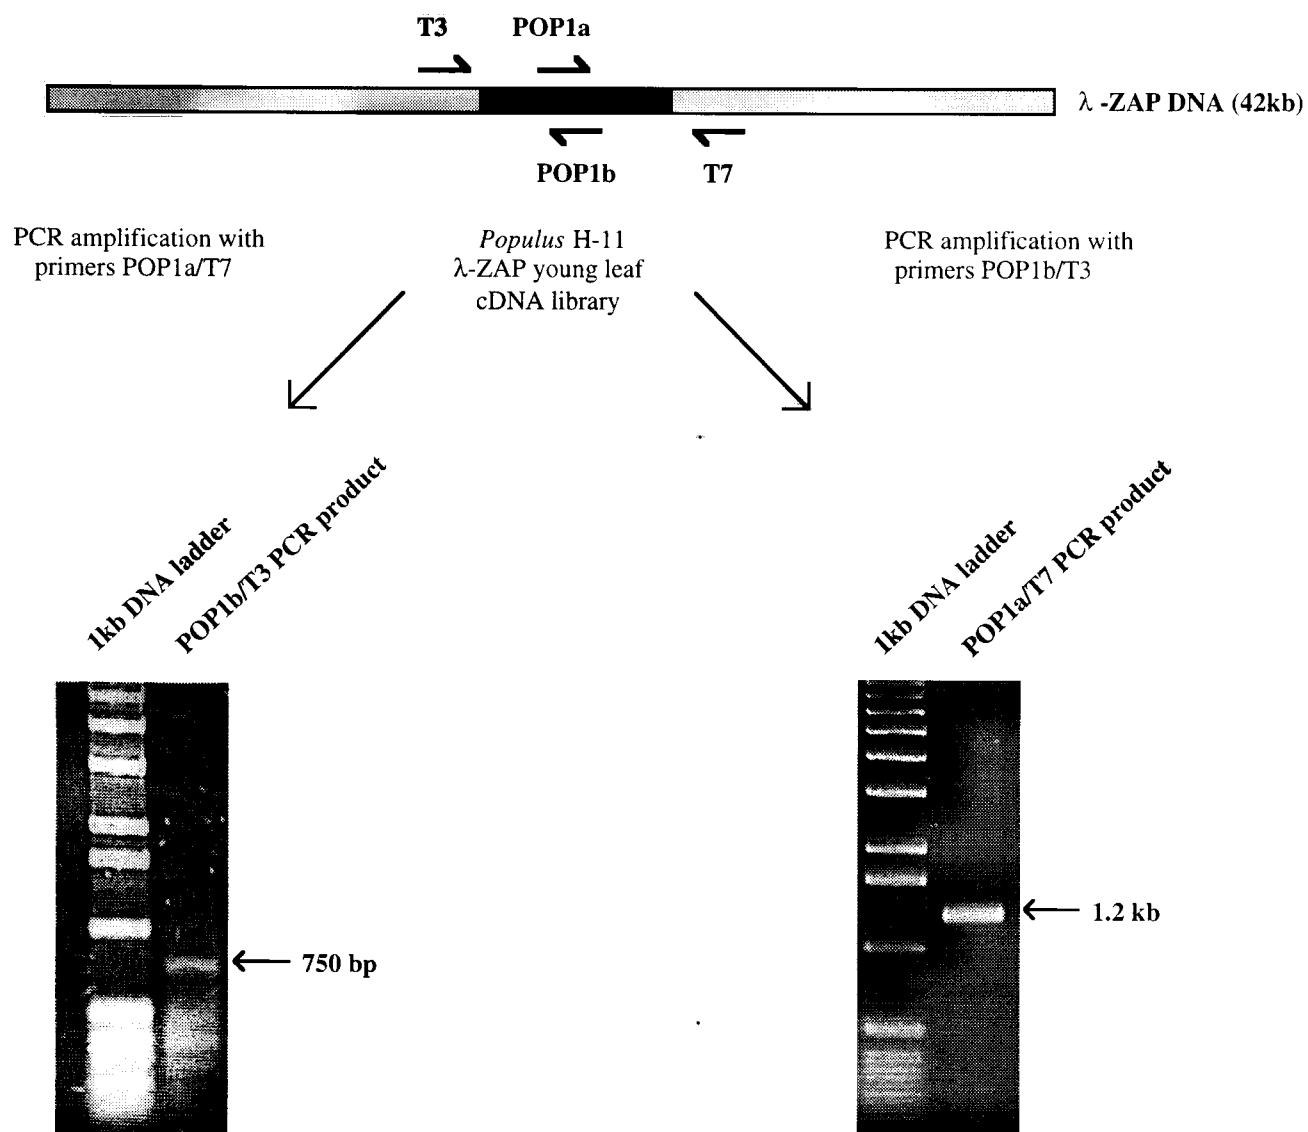 T3
POP1a
λ -ZAP DNA (42kb)
POP1b
T7
PCR amplification with
primers POP1a/T7
Populus H-11
λ-ZAP young leaf
cDNA library
PCR amplification with
primers POP1b/T3
1kb DNA ladder
POP1b/T3 PCR product
1kb DNA ladder
POP1a/T7 PCR product
750 bp
1.2 kb